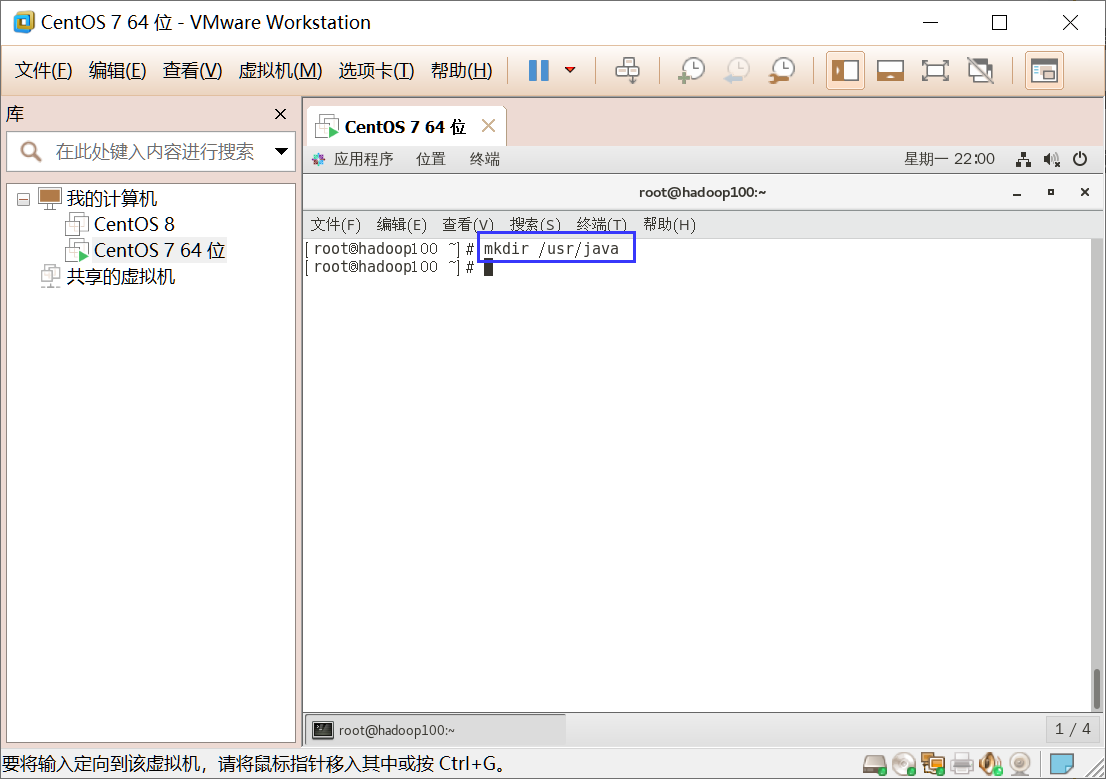 CentOS 7 64 位 - VMware Workstation
文件(F) 编辑(E) 查看(V) 虚拟机(M) 选项卡(T) 帮助(H)
库
在此处键入内容进行搜索
我的计算机
CentOS 8
CentOS 7 64 位
共享的虚拟机
CentOS 7 64 位
应用程序 位置 终端 星期一 22:00
root@hadoop100:~
文件(F) 编辑(E) 查看(V) 搜索(S) 终端(T) 帮助(H)
[root@hadoop100 ~]# mkdir /usr/java
[root@hadoop100 ~]#
root@hadoop100:~ 1 / 4
要将输入定向到该虚拟机，请将鼠标指针移入其中或按 Ctrl+G。